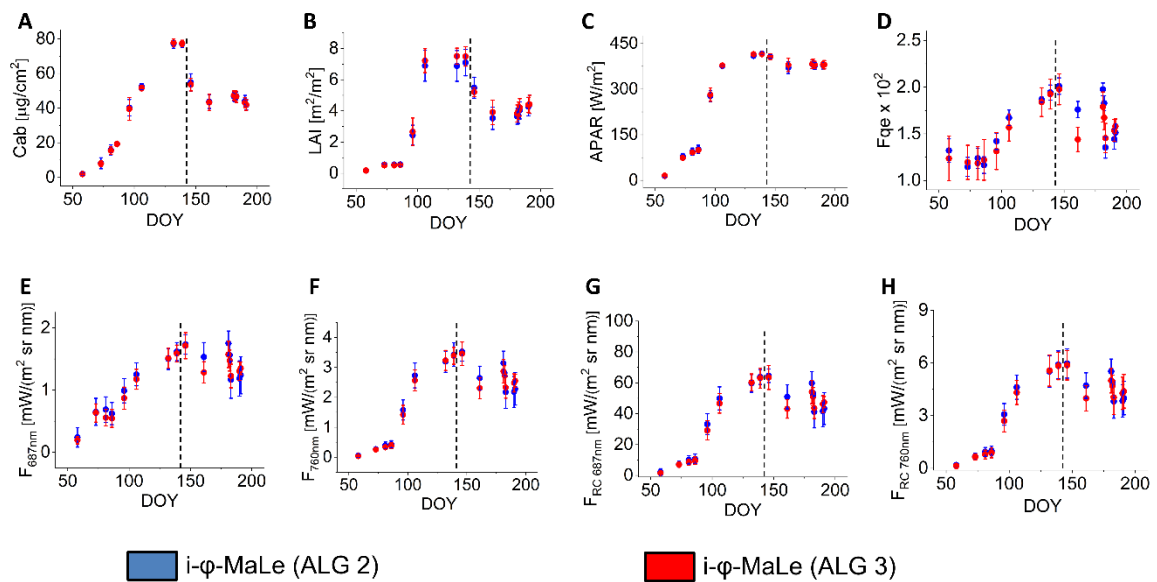 A
Cab [µg/cm²]
80
60
40
20
0
50 100 150 200
DOY
B
LAI [m²/m²]
8
6
4
2
0
50 100 150 200
DOY
C
APAR [W/m²]
450
300
150
0
50 100 150 200
DOY
D
Fqe x 10²
2.5
2.0
1.5
1.0
50 100 150 200
DOY
E
F687nm [mW/(m² sr nm)]
2
1
0
50 100 150 200
DOY
F
F760nm [mW/(m² sr nm)]
4
3
2
1
0
50 100 150 200
DOY
G
FRC 687nm [mW/(m² sr nm)]
100
80
60
40
20
0
50 100 150 200
DOY
H
FRC 760nm [mW/(m² sr nm)]
9
6
3
0
50 100 150 200
DOY
i-φ-MaLe (ALG 2)
i-φ-MaLe (ALG 3)